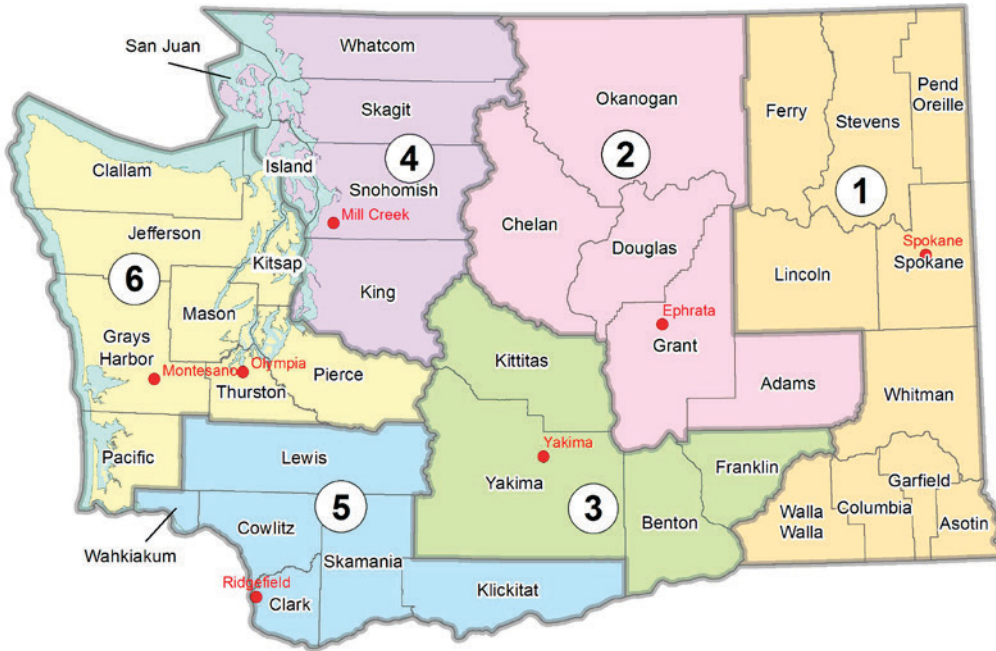 San Juan
Whatcom
Skagit
Island
4
Snohomish
Mill Creek
King
Okanogan
2
Chelan
Douglas
Ephrata
Grant
Adams
Ferry
Stevens
Pend
Oreille
1
Lincoln
Spokane
Spokane
Whitman
Walla
Walla
Columbia
Garfield
Asotin
Clallam
Jefferson
Kitsap
6
Mason
Grays
Harbor
Montesano
Olympia
Thurston
Pierce
Pacific
Kittitas
Yakima
Yakima
3
Benton
Franklin
Lewis
5
Wahkiakum
Cowlitz
Skamania
Ridgefield
Clark
Klickitat